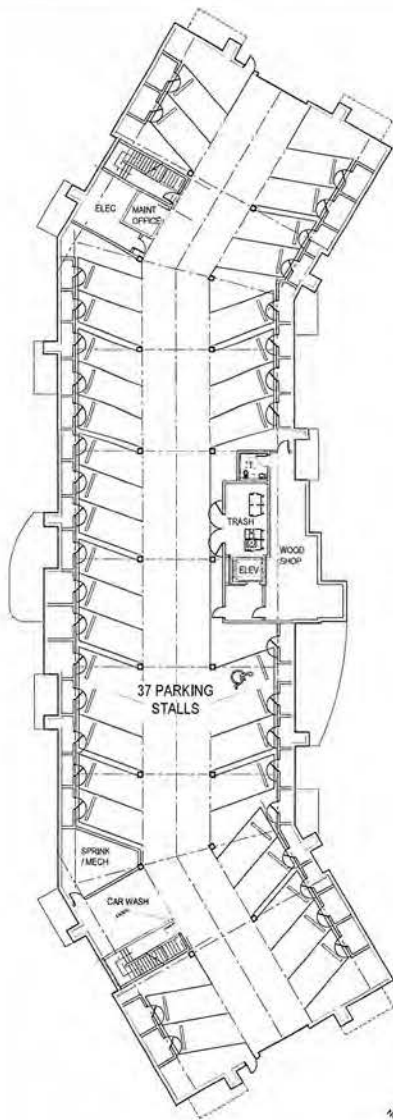 ELEC
MAINT
OFFICE
T.
TRASH
WOOD
SHOP
ELEV
37 PARKING
STALLS
SPRINK
/ MECH
CAR WASH